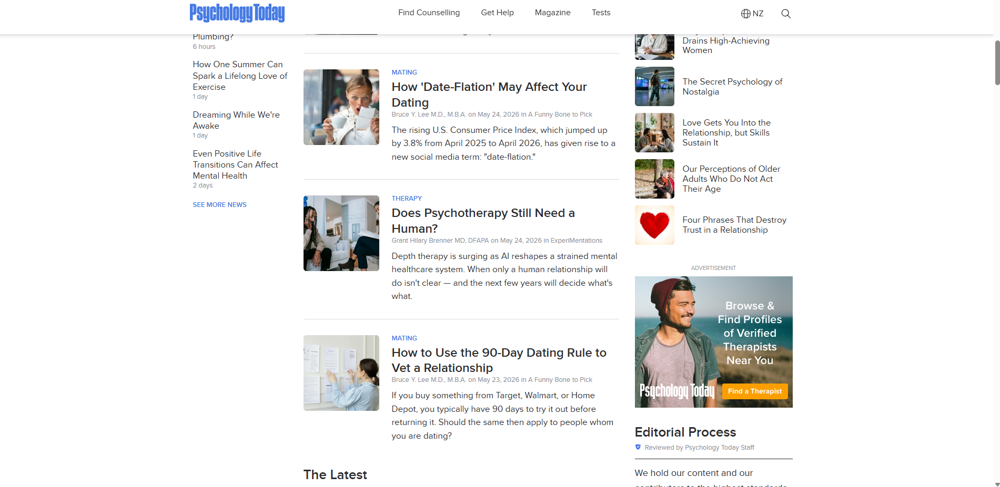 Psychology Today
Find Counselling
Get Help
Magazine
Tests
NZ
Plumbing?
6 hours
How One Summer Can
Spark a Lifelong Love of
Exercise
1 day
Dreaming While We're
Awake
1 day
Even Positive Life
Transitions Can Affect
Mental Health
2 days
SEE MORE NEWS
MATING
How 'Date-Flation' May Affect Your
Dating
Bruce Y. Lee M.D., M.B.A. on May 24, 2026 in A Funny Bone to Pick
The rising U.S. Consumer Price Index, which jumped up
by 3.8% from April 2025 to April 2026, has given rise to a
new social media term: "date-flation."
THERAPY
Does Psychotherapy Still Need a
Human?
Grant Hilary Brenner MD, DFAPA on May 24, 2026 in ExperiMentations
Depth therapy is surging as AI reshapes a strained mental
healthcare system. When only a human relationship will
do isn't clear — and the next few years will decide what's
what.
MATING
How to Use the 90-Day Dating Rule to
Vet a Relationship
Bruce Y. Lee M.D., M.B.A. on May 23, 2026 in A Funny Bone to Pick
If you buy something from Target, Walmart, or Home
Depot, you typically have 90 days to try it out before
returning it. Should the same then apply to people whom
you are dating?
The Latest
Drains High-Achieving
Women
The Secret Psychology of
Nostalgia
Love Gets You Into the
Relationship, but Skills
Sustain It
Our Perceptions of Older
Adults Who Do Not Act
Their Age
Four Phrases That Destroy
Trust in a Relationship
ADVERTISEMENT
Browse &
Find Profiles
of Verified
Therapists
Near You
Psychology Today
Find a Therapist
Editorial Process
Reviewed by Psychology Today Staff
We hold our content and our
contributors to the highest standards